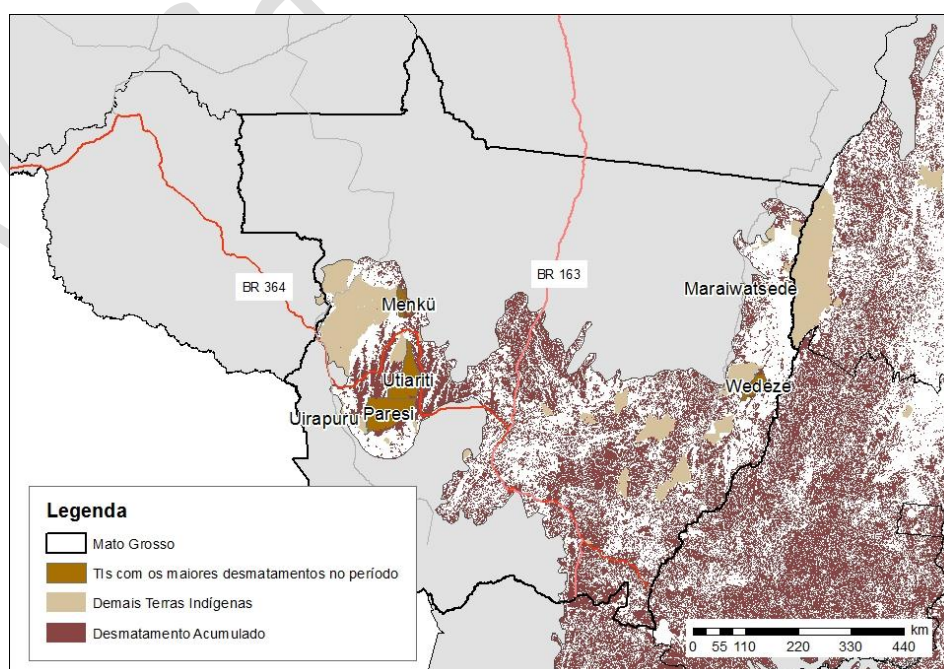 BR 364
BR 163
Menkü
Maraiwatsede
Utiariti
Wedezé
Uirapuru
Paresi
Legenda
Mato Grosso
TIs com os maiores desmatamentos no período
Demais Terras Indígenas
Desmatamento Acumulado
km
0 55 110 220 330 440